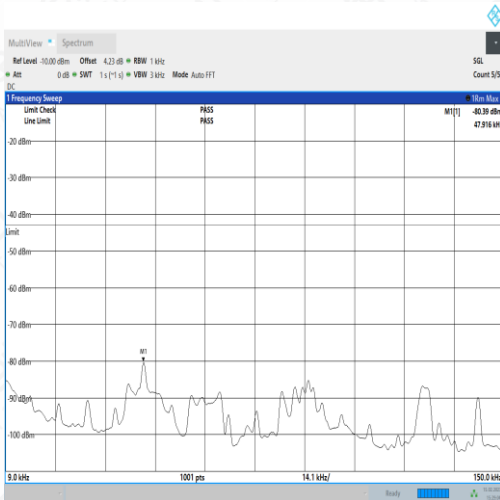 MultiView Spectrum
Ref Level -10.00 dBm Offset 4.23 dB RBW 1 kHz SGL
Att 0 dB SWT 1 s (~1 s) VBW 3 kHz Mode Auto FFT Count 5/5
DC
1 Frequency Sweep 1Rm Max
Limit Check PASS M1[1] -80.39 dBm
Line Limit PASS 47.916 kH
-20 dBm
-30 dBm
-40 dBm
Limit
-50 dBm
-60 dBm
-70 dBm
M1
-80 dBm
-90 dBm
-100 dBm
9.0 kHz 1001 pts 14.1 kHz/ 150.0 kHz
Ready